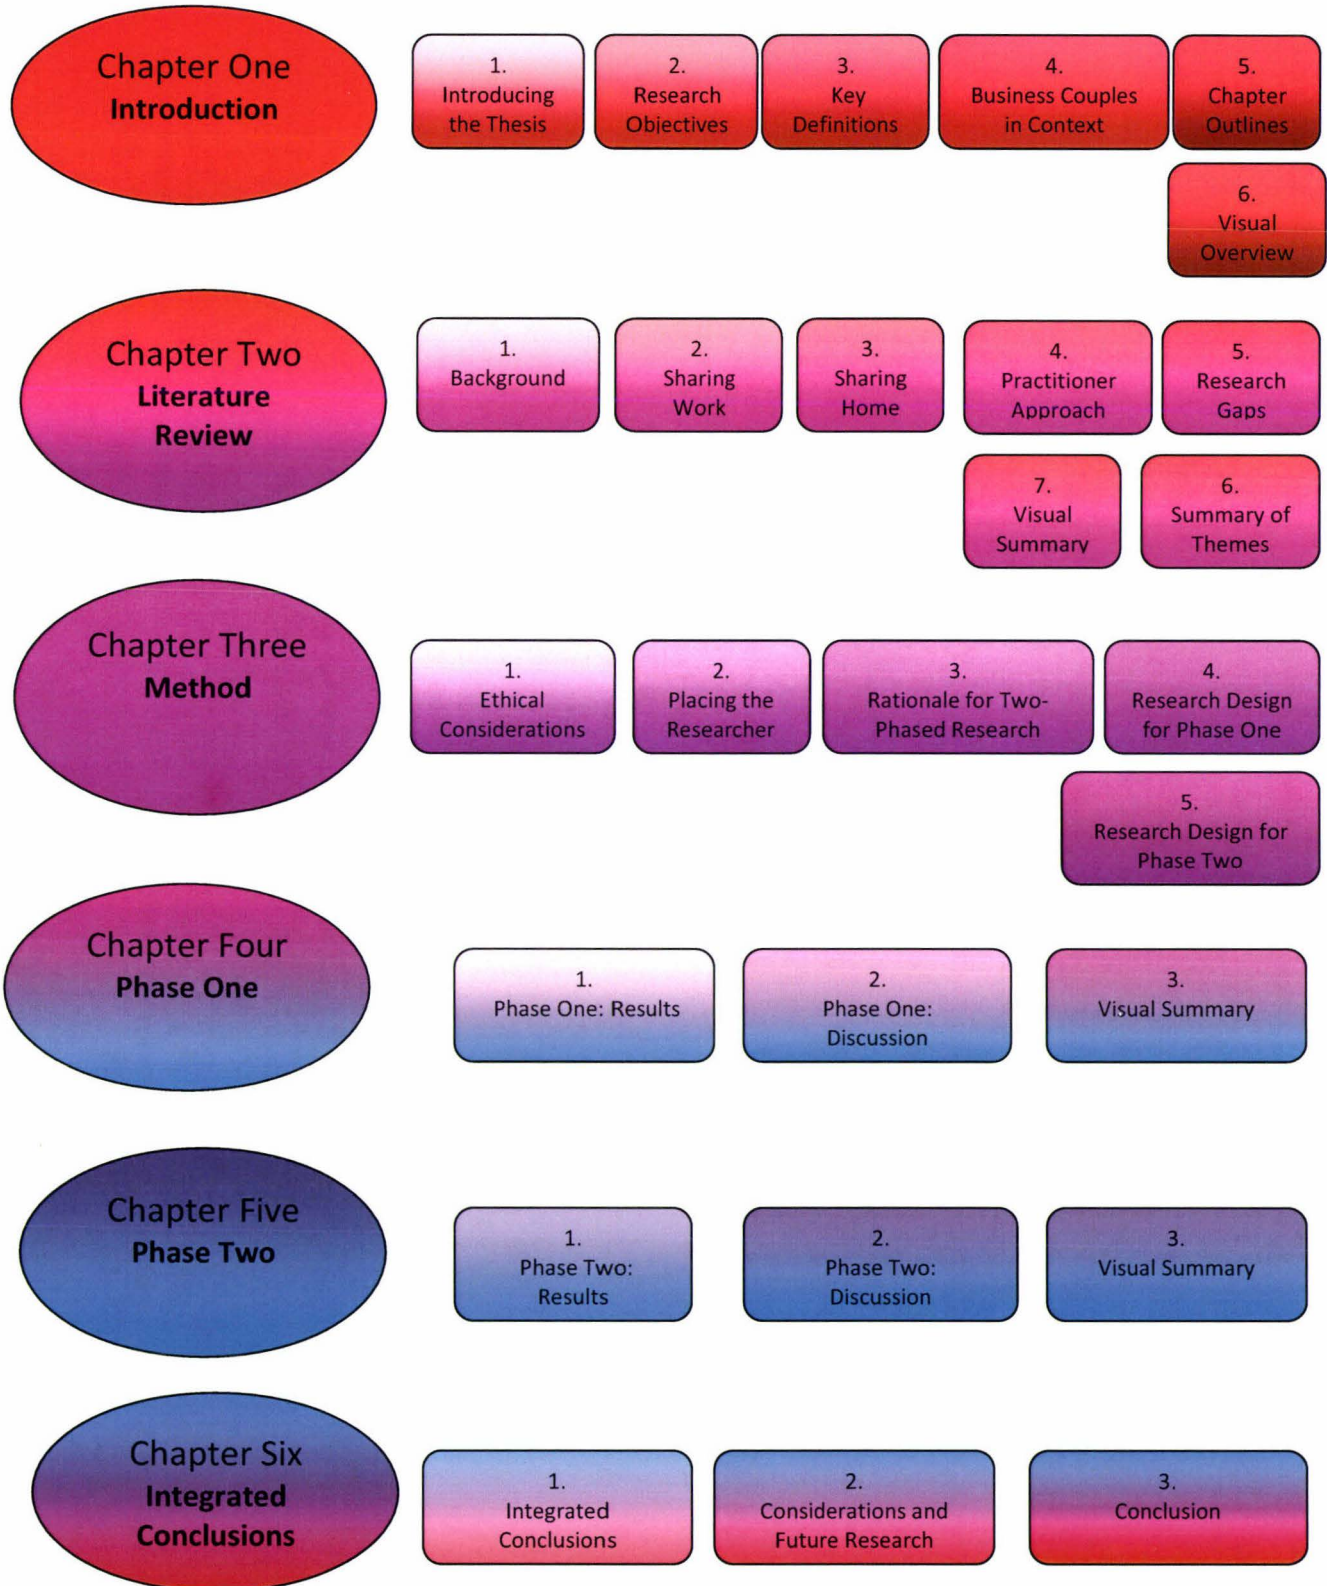 Chapter One
Introduction
1.
Introducing
the Thesis
2.
Research
Objectives
3.
Key
Definitions
4.
Business Couples
in Context
5.
Chapter
Outlines
6.
Visual
Overview
Chapter Two
Literature
Review
1.
Background
2.
Sharing
Work
3.
Sharing
Home
4.
Practitioner
Approach
5.
Research
Gaps
6.
Summary of
Themes
7.
Visual
Summary
Chapter Three
Method
1.
Ethical
Considerations
2.
Placing the
Researcher
3.
Rationale for Two-
Phased Research
4.
Research Design
for Phase One
5.
Research Design for
Phase Two
Chapter Four
Phase One
1.
Phase One: Results
2.
Phase One:
Discussion
3.
Visual Summary
Chapter Five
Phase Two
1.
Phase Two:
Results
2.
Phase Two:
Discussion
3.
Visual Summary
Chapter Six
Integrated
Conclusions
1.
Integrated
Conclusions
2.
Considerations and
Future Research
3.
Conclusion